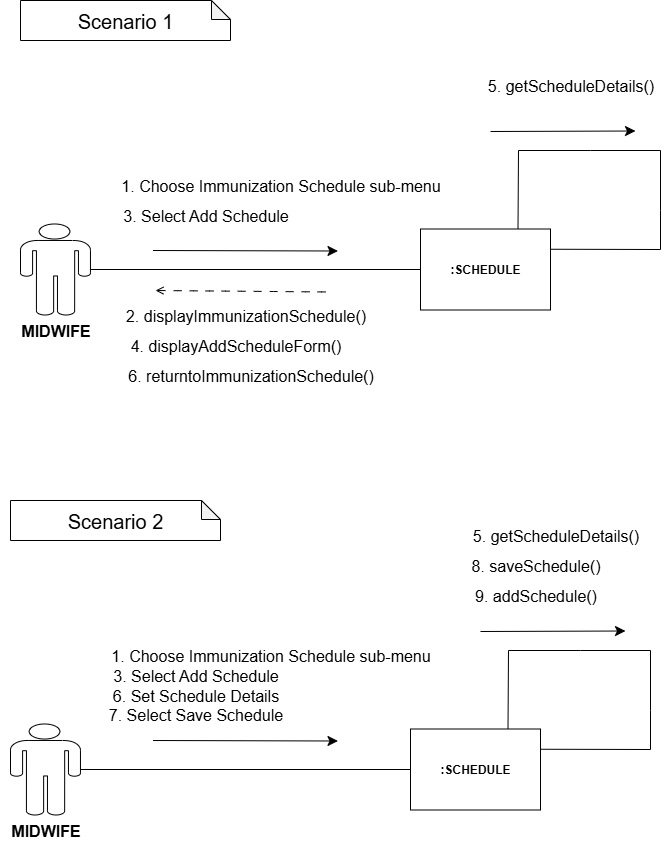 Scenario 1
5. getScheduleDetails()
1. Choose Immunization Schedule sub-menu
3. Select Add Schedule
:SCHEDULE
MIDWIFE
2. displayImmunizationSchedule()
4. displayAddScheduleForm()
6. returntoImmunizationSchedule()
Scenario 2
5. getScheduleDetails()
8. saveSchedule()
9. addSchedule()
1. Choose Immunization Schedule sub-menu
3. Select Add Schedule
6. Set Schedule Details
7. Select Save Schedule
:SCHEDULE
MIDWIFE